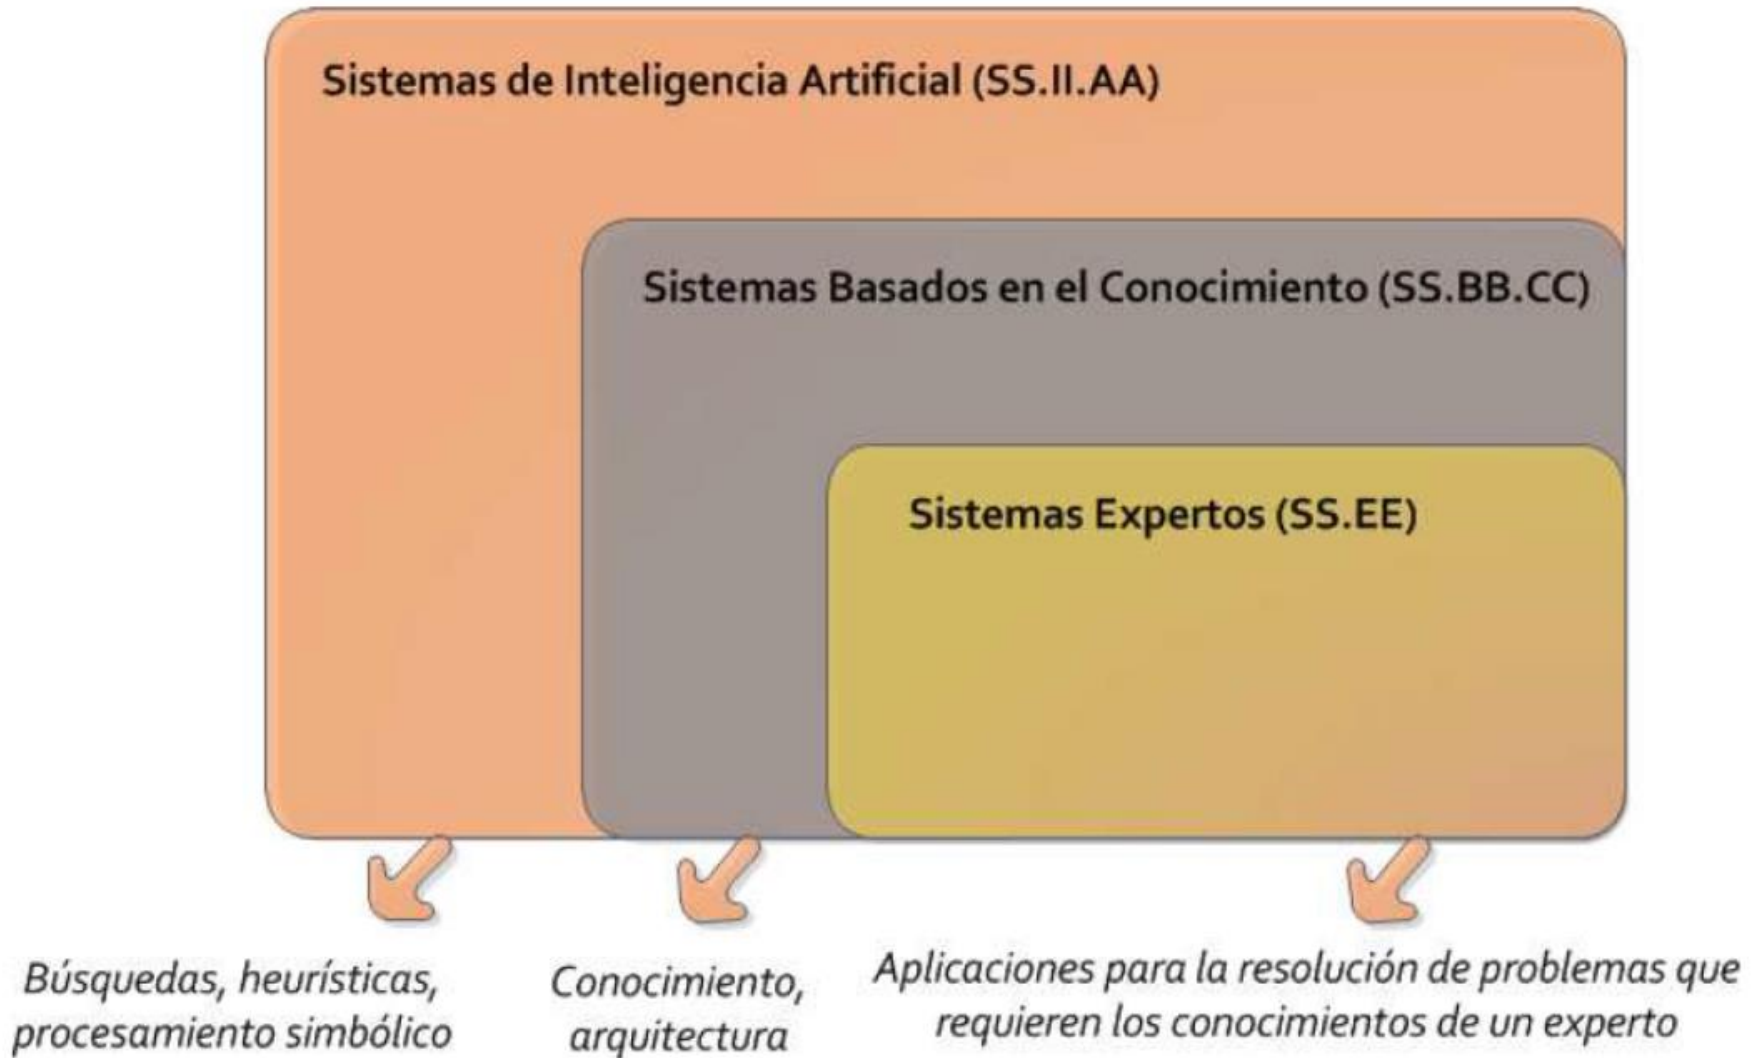 Sistemas de Inteligencia Artificial (SS.II.AA)
Sistemas Basados en el Conocimiento (SS.BB.CC)
Sistemas Expertos (SS.EE)
Búsquedas, heurísticas,
procesamiento simbólico
Conocimiento,
arquitectura
Aplicaciones para la resolución de problemas que
requieren los conocimientos de un experto